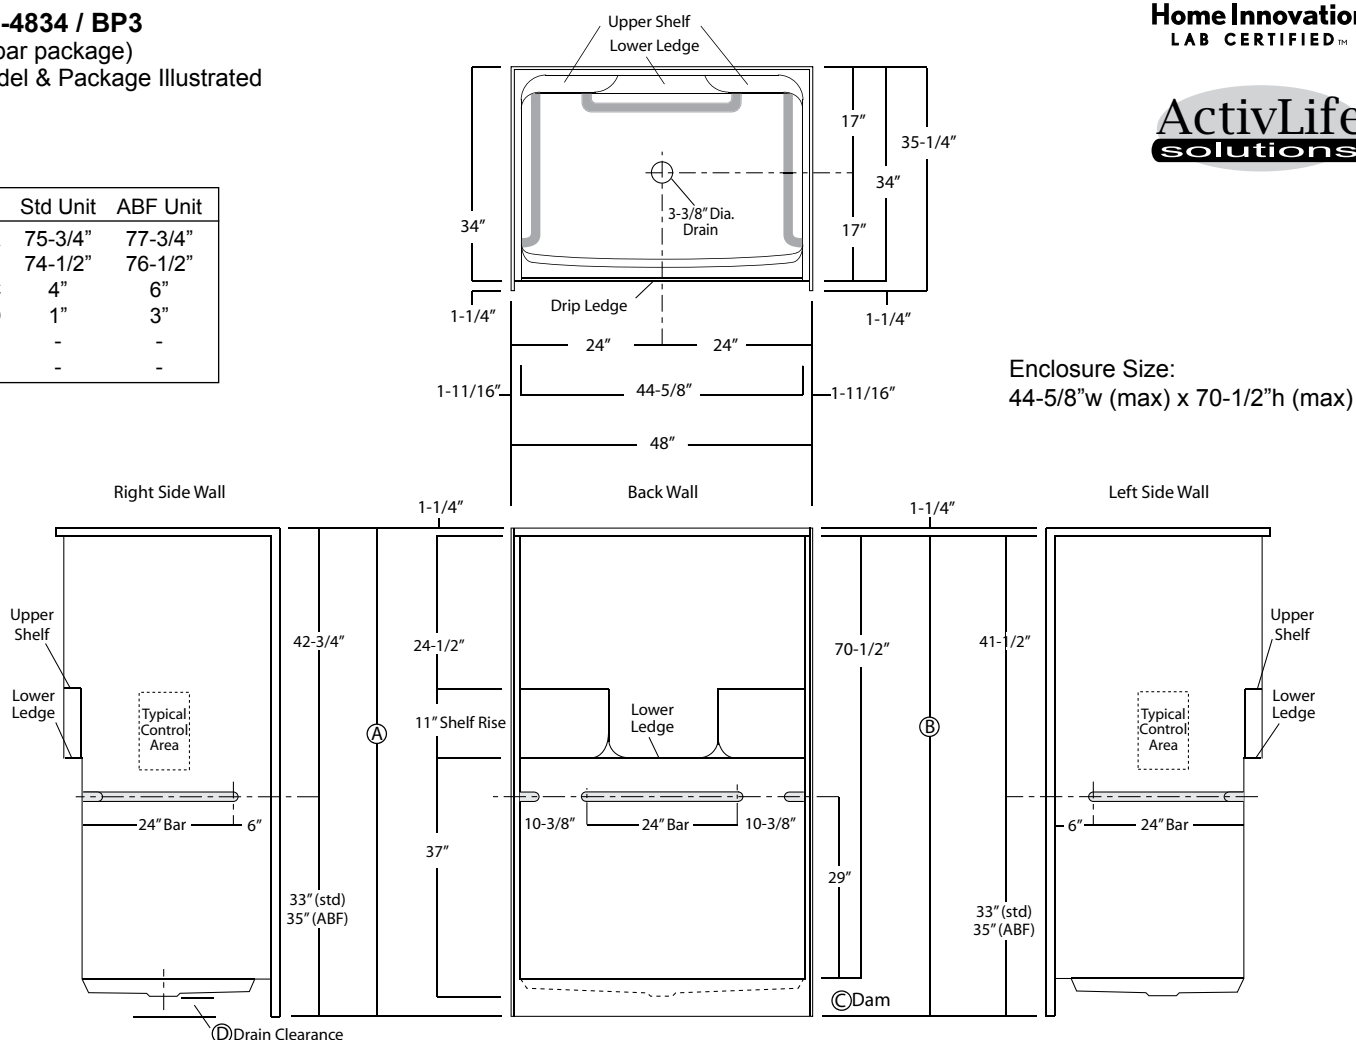 -4834 / BP3
bar package)
del & Package Illustrated
Std Unit ABF Unit
75-3/4” 77-3/4”
74-1/2” 76-1/2”
4” 6”
1” 3”
- -
- -
Upper Shelf
Lower Ledge
17”
35-1/4”
34”
34”
3-3/8” Dia.
Drain
17”
Drip Ledge
1-1/4”
1-1/4”
24” 24”
1-11/16” 44-5/8” 1-11/16”
48”
Home Innovation
LAB CERTIFIED™
ActivLife
solutions
Enclosure Size:
44-5/8”w (max) x 70-1/2”h (max)
Right Side Wall
Back Wall
Left Side Wall
1-1/4”
1-1/4”
Upper
Shelf
42-3/4”
24-1/2”
70-1/2”
41-1/2”
Upper
Shelf
Lower
Ledge
Typical
Control
Area
A
11” Shelf Rise
Lower
Ledge
B
Typical
Control
Area
Lower
Ledge
24” Bar 6”
10-3/8” 24” Bar 10-3/8”
6” 24” Bar
37”
29”
33” (std)
35” (ABF)
33” (std)
35” (ABF)
C Dam
D Drain Clearance